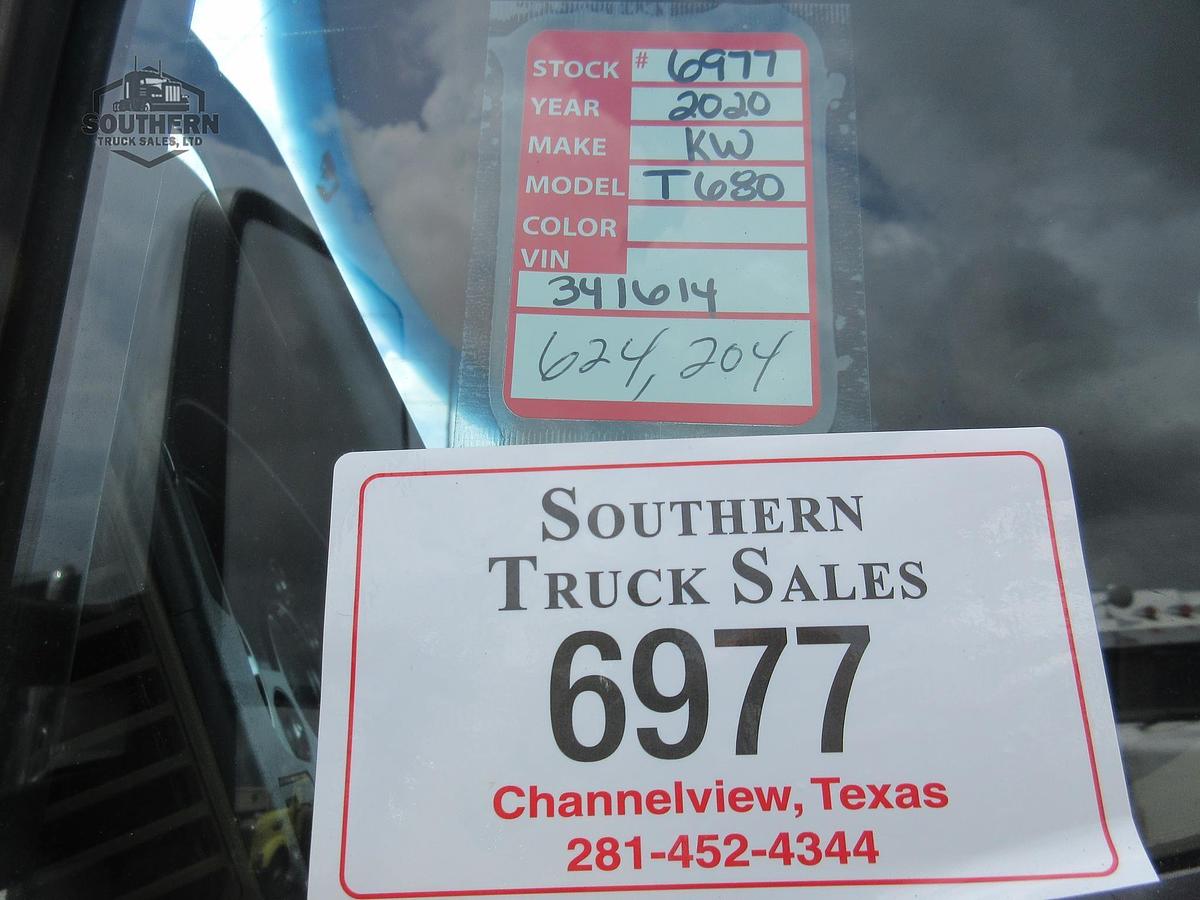 SOUTHERN
TRUCK SALES, LTD
STOCK # 6977
YEAR 2020
MAKE KW
MODEL T680
COLOR
VIN
341614
624,204
SOUTHERN
TRUCK SALES
6977
Channelview, Texas
281-452-4344